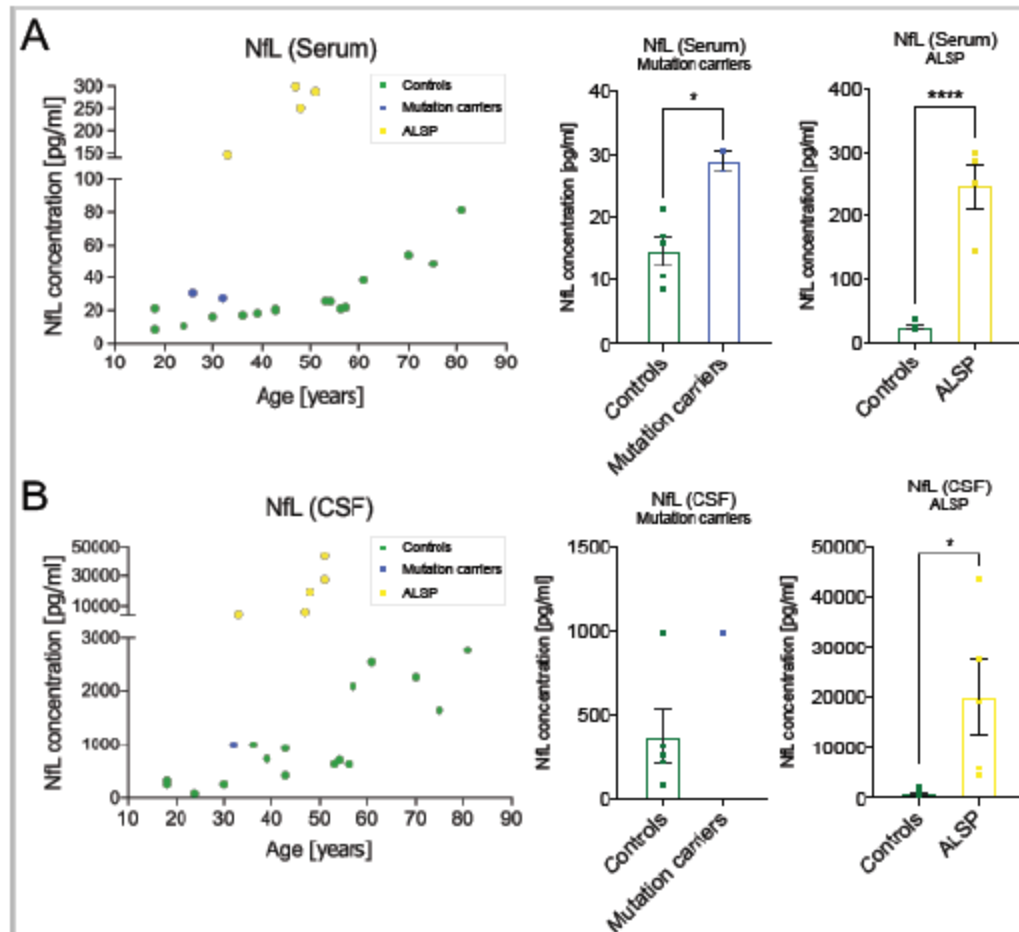 A
NfL (Serum)
NfL concentration [pg/ml]
300
250
200
150
100
80
60
40
20
0
10 20 30 40 50 60 70 80 90
Age [years]
Controls
Mutation carriers
ALSP
NfL (Serum)
Mutation carriers
NfL concentration [pg/ml]
40
30
20
10
0
*
Controls
Mutation carriers
NfL (Serum)
ALSP
NfL concentration [pg/ml]
400
300
200
100
0
****
Controls
ALSP
B
NfL (CSF)
NfL concentration [pg/ml]
50000
30000
10000
3000
2000
1000
0
10 20 30 40 50 60 70 80 90
Age [years]
Controls
Mutation carriers
ALSP
NfL (CSF)
Mutation carriers
NfL concentration [pg/ml]
1500
1000
500
0
Controls
Mutation carriers
NfL (CSF)
ALSP
NfL concentration [pg/ml]
50000
40000
30000
20000
10000
0
*
Controls
ALSP